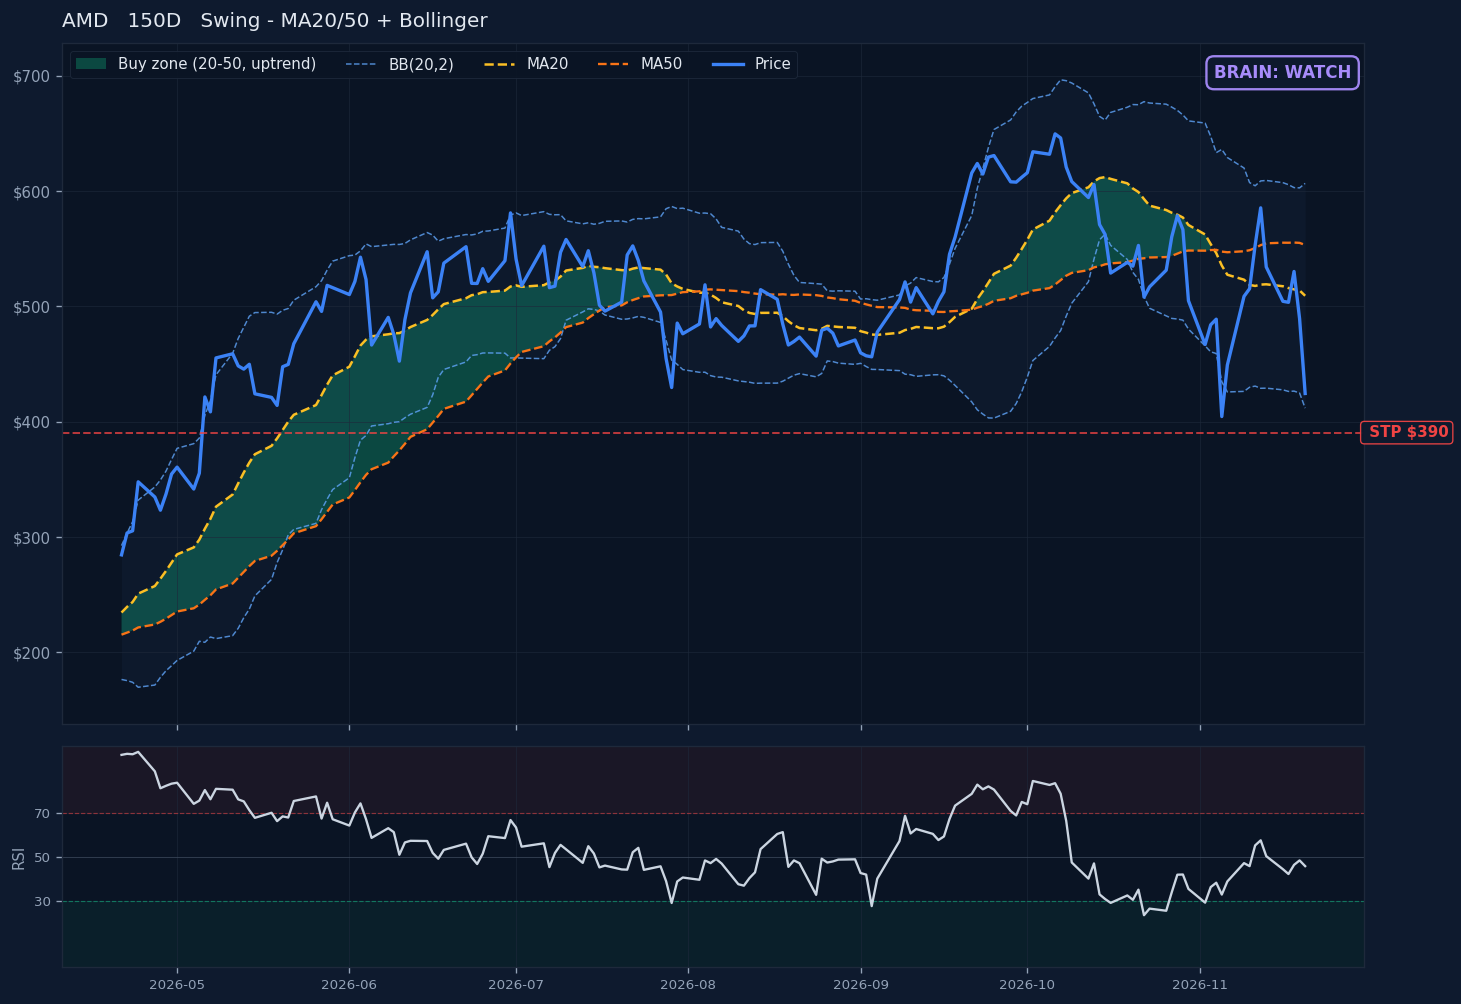 AMD 150D Swing - MA20/50 + Bollinger
Buy zone (20-50, uptrend) BB(20,2) MA20 MA50 Price
BRAIN: WATCH
$700
$600
$500
$400
$300
$200
STP $390
RSI
70
50
30
2026-05 2026-06 2026-07 2026-08 2026-09 2026-10 2026-11